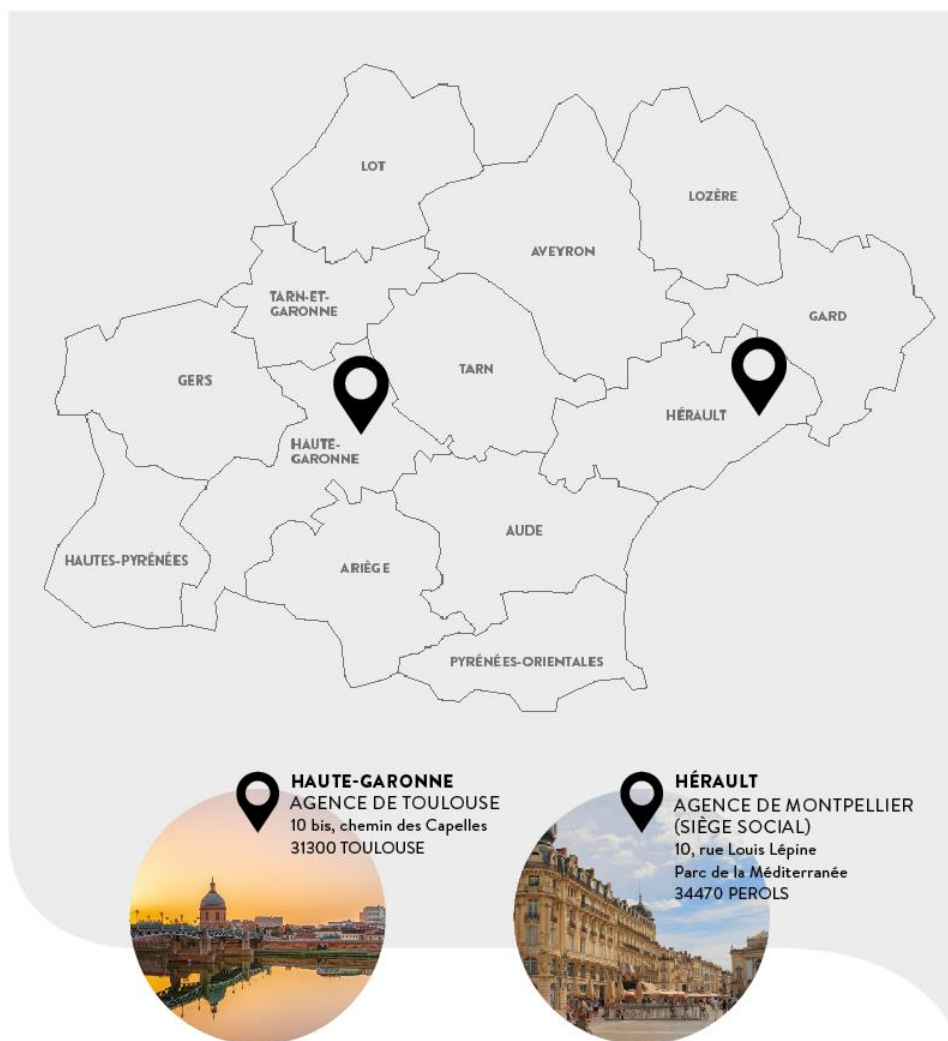 LOT
LOZÈRE
AVEYRON
TARN-ET-
GARONNE
GARD
TARN
GERS
HÉRAULT
HAUTE-
GARONNE
AUDE
HAUTES-PYRÉNÉES
ARIÈGE
PYRÉNÉES-ORIENTALES
HAUTE-GARONNE
AGENCE DE TOULOUSE
10 bis, chemin des Capelles
31300 TOULOUSE
HÉRAULT
AGENCE DE MONTPELLIER
(SIÈGE SOCIAL)
10, rue Louis Lépine
Parc de la Méditerranée
34470 PEROLS